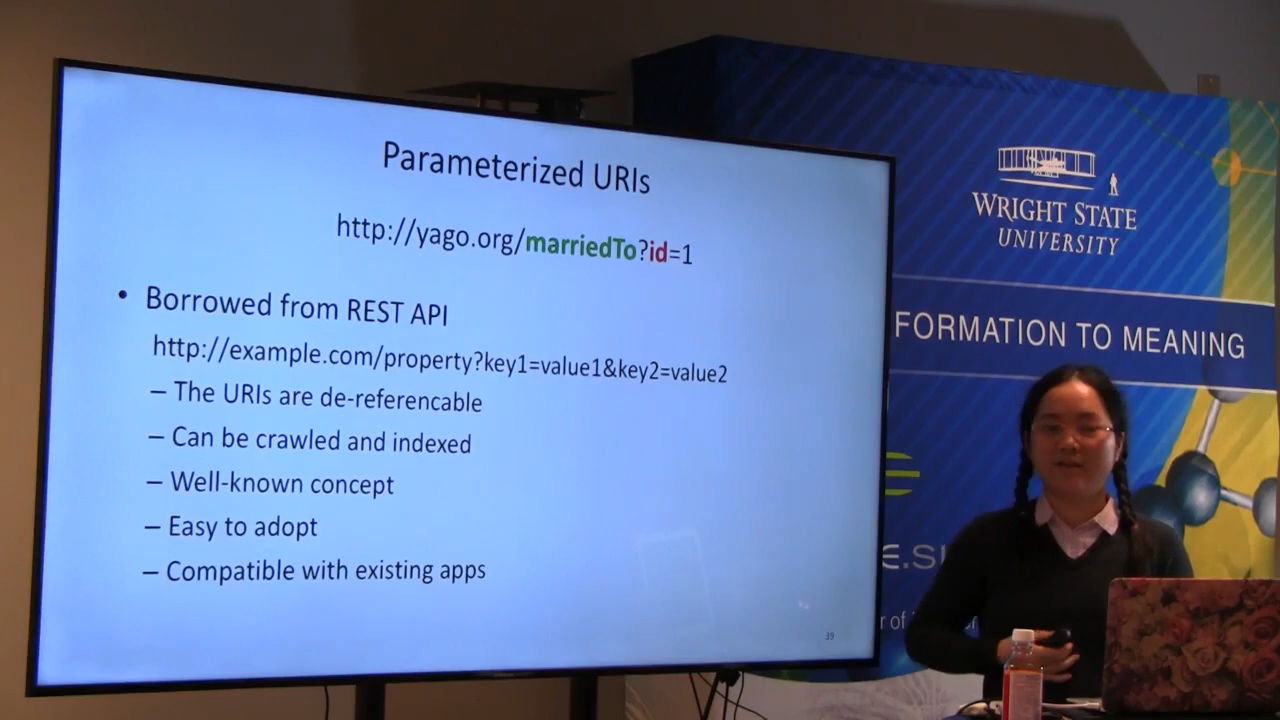 Parameterized URIs
http://yago.org/marriedTo?id=1
• Borrowed from REST API
http://example.com/property?key1=value1&key2=value2
– The URIs are de-referencable
– Can be crawled and indexed
– Well-known concept
– Easy to adopt
– Compatible with existing apps
39
WRIGHT STATE
UNIVERSITY
FORMATION TO MEANING
E.S
r of